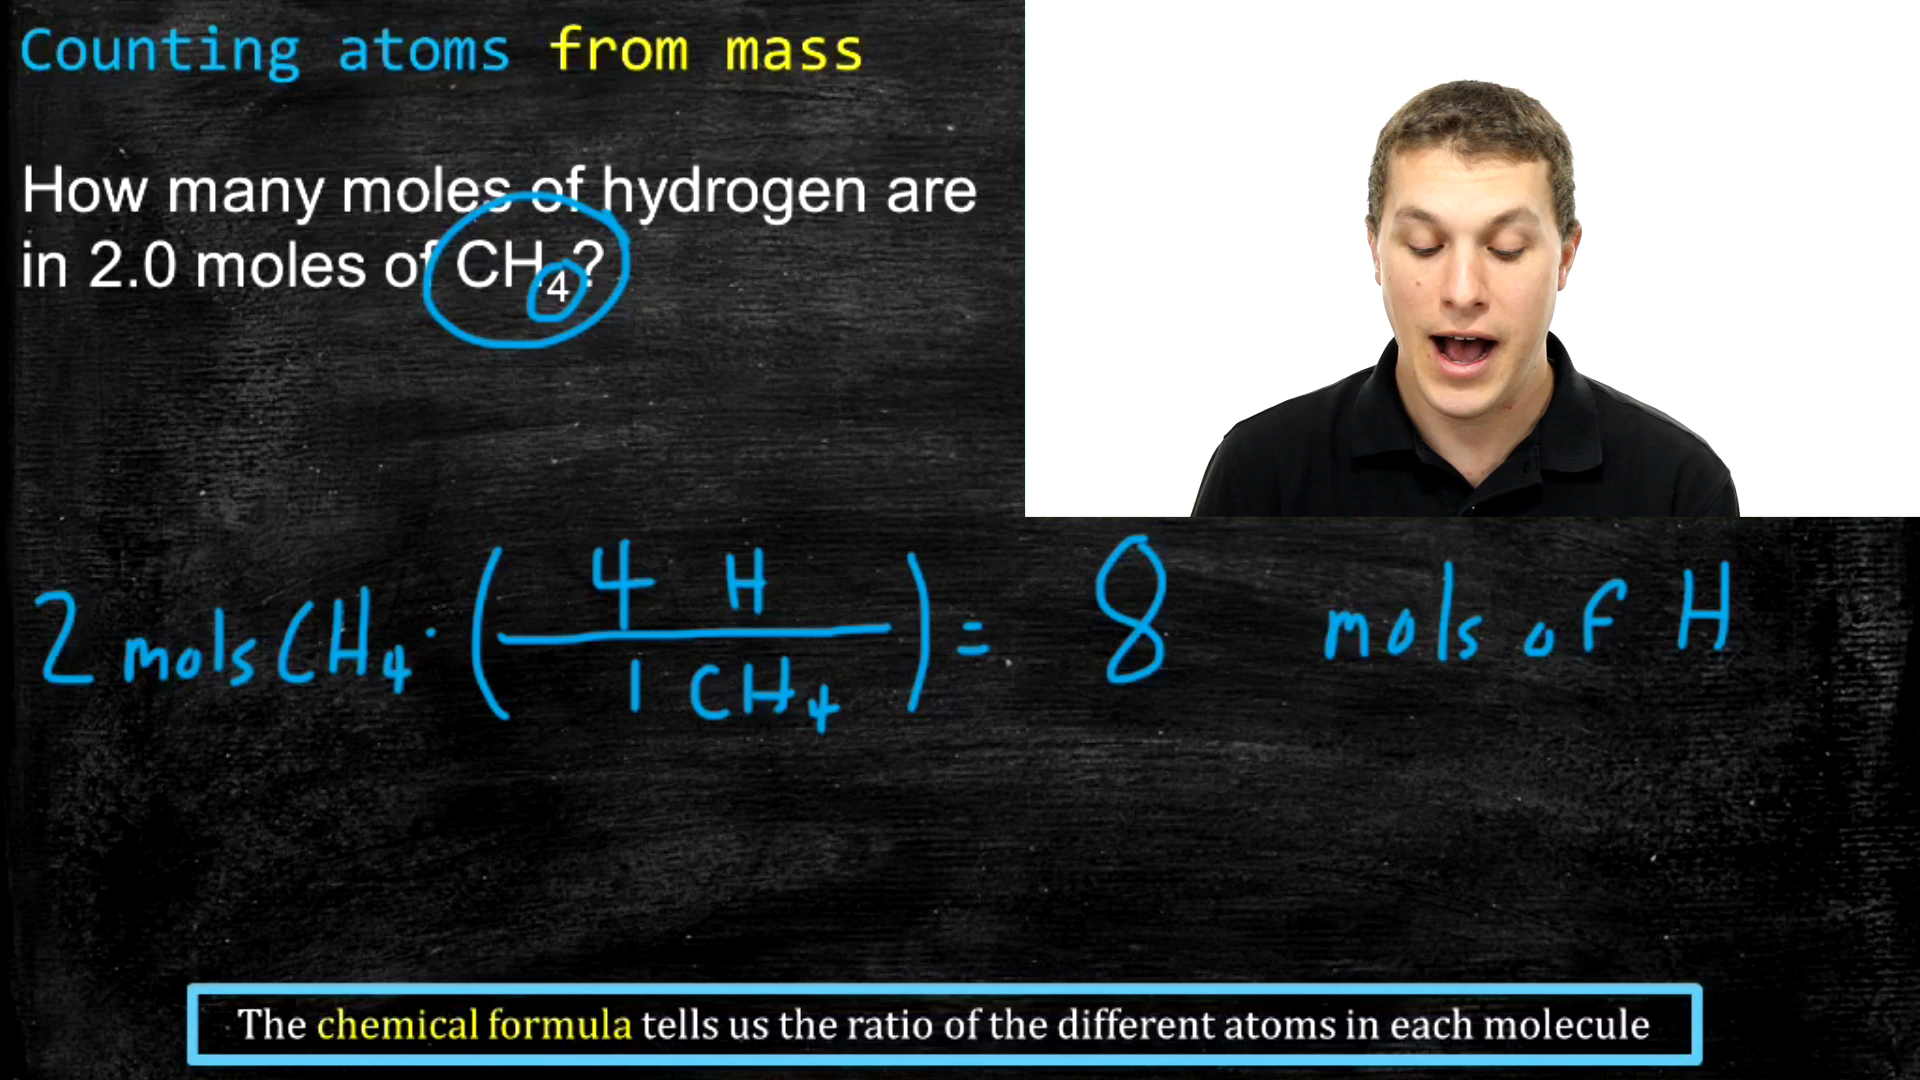 Counting atoms from mass
How many moles of hydrogen are
in 2.0 moles of CH₄?
2 mols CH₄ · ( 4 H / 1 CH₄ ) = 8 mols of H
The chemical formula tells us the ratio of the different atoms in each molecule